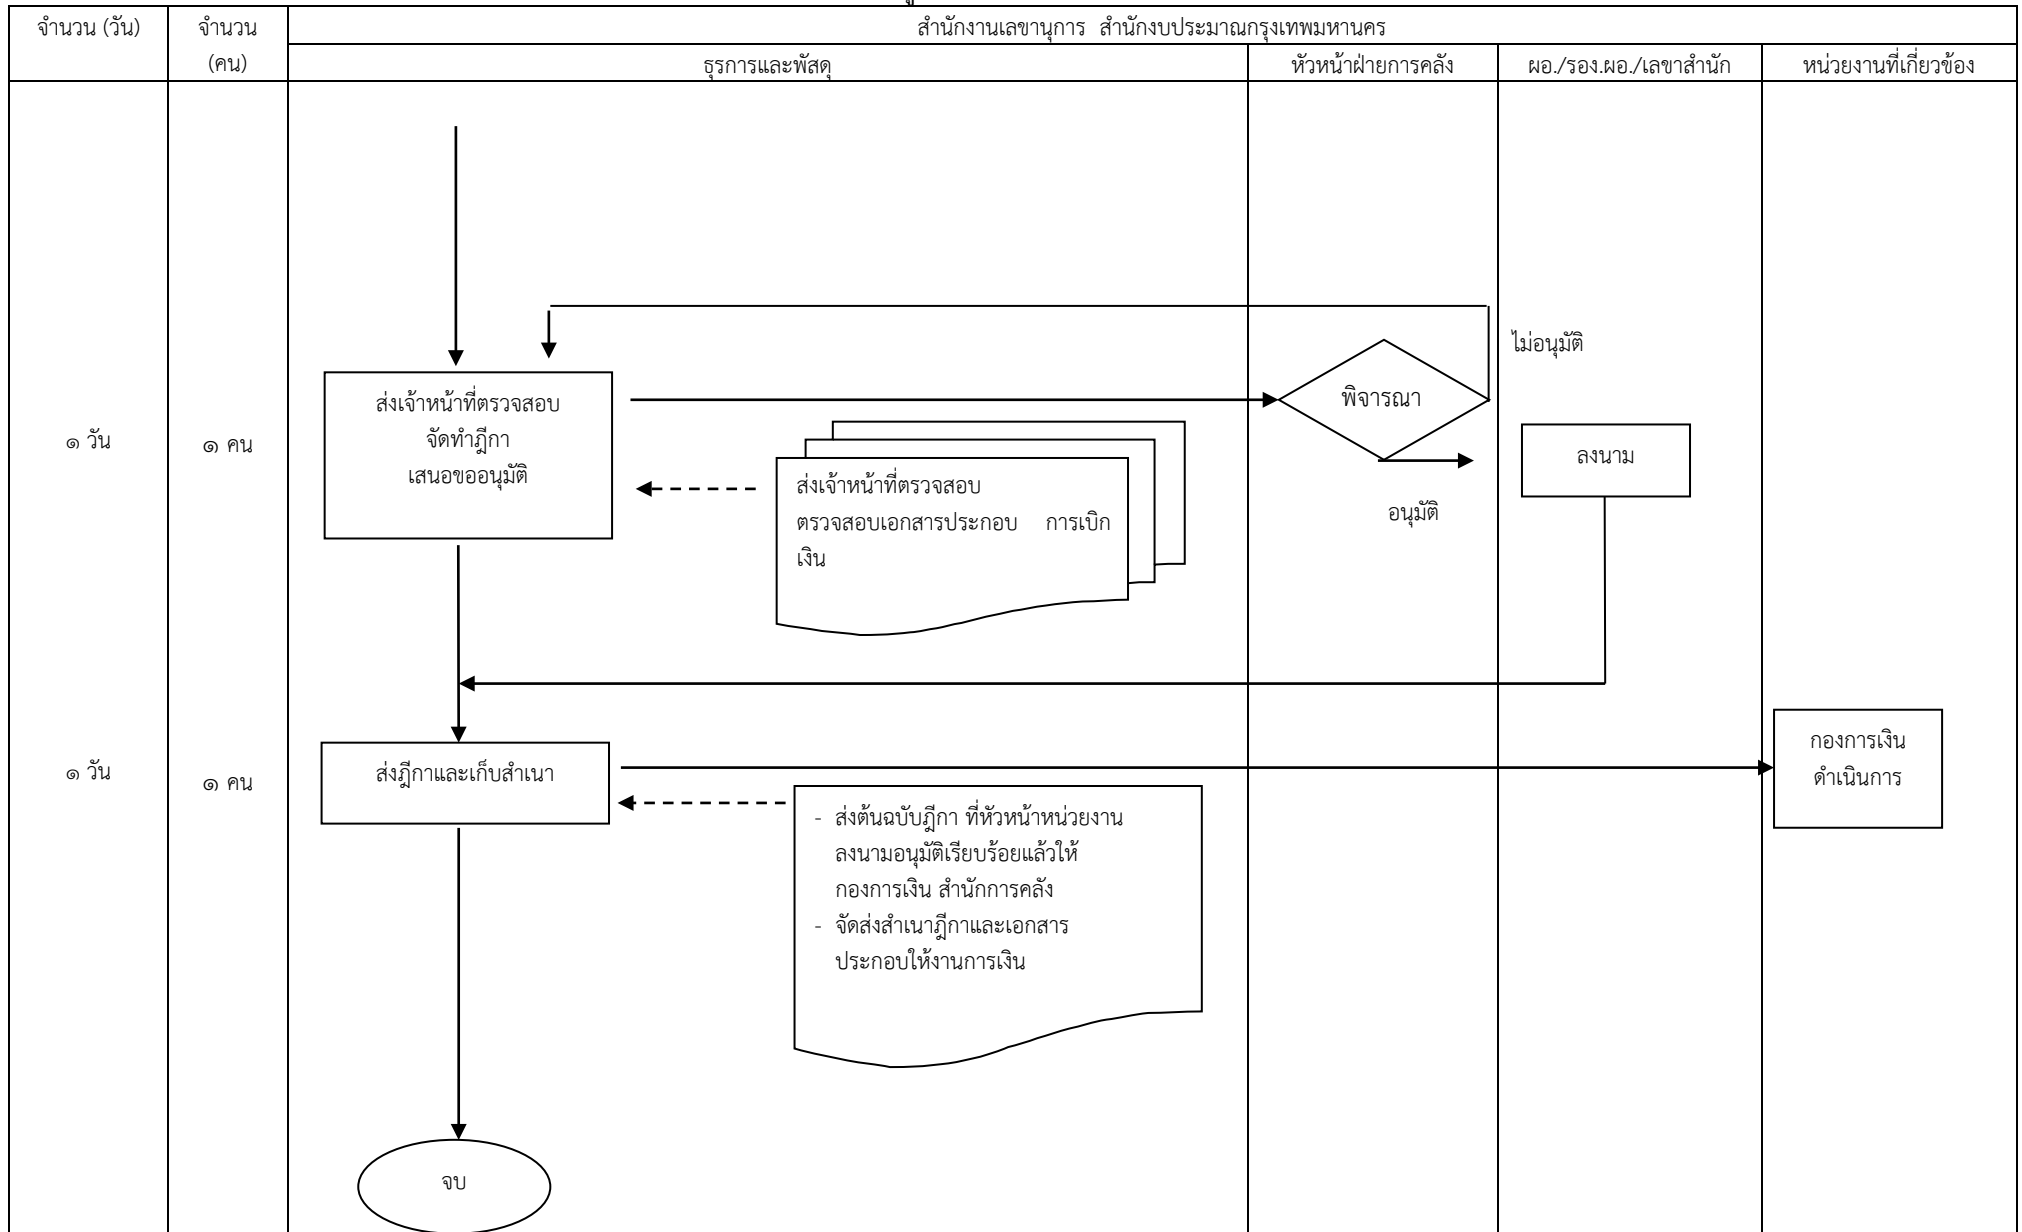 จำนวน (วัน)
จำนวน
(คน)
สำนักงานเลขานุการ สำนักงบประมาณกรุงเทพมหานคร
ธุรการและพัสดุ
หัวหน้าฝ่ายการคลัง
ผอ./รอง.ผอ./เลขาสำนัก
หน่วยงานที่เกี่ยวข้อง
ไม่อนุมัติ
๑ วัน
๑ คน
ส่งเจ้าหน้าที่ตรวจสอบ
จัดทำฎีกา
เสนอขออนุมัติ
ส่งเจ้าหน้าที่ตรวจสอบ
ตรวจสอบเอกสารประกอบ การเบิก
เงิน
พิจารณา
อนุมัติ
ลงนาม
๑ วัน
๑ คน
ส่งฎีกาและเก็บสำเนา
กองการเงิน
ดำเนินการ
- ส่งต้นฉบับฎีกา ที่หัวหน้าหน่วยงาน
ลงนามอนุมัติเรียบร้อยแล้วให้
กองการเงิน สำนักการคลัง
- จัดส่งสำเนาฎีกาและเอกสาร
ประกอบให้งานการเงิน
จบ